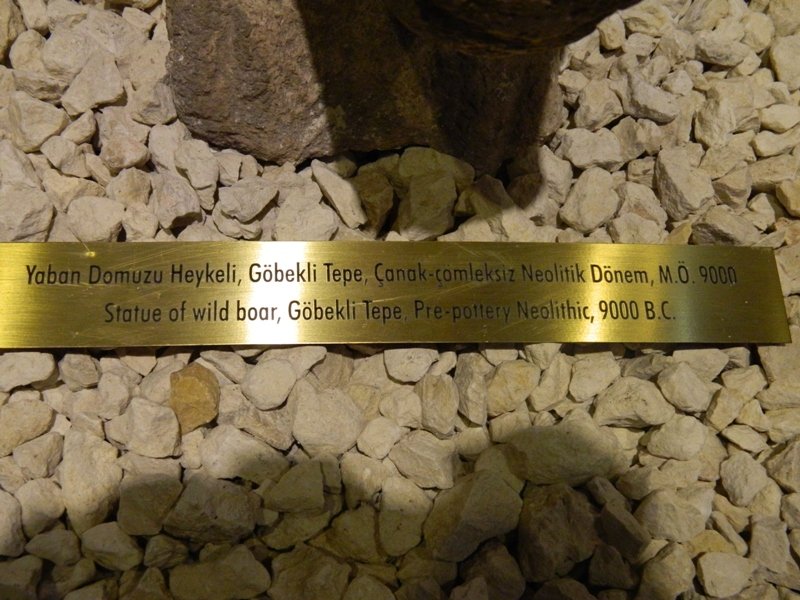 Yaban Domuzu Heykeli, Göbekli Tepe, Çanak-çömleksiz Neolitik Dönem, M.Ö. 9000
Statue of wild boar, Göbekli Tepe, Pre-pottery Neolithic, 9000 B.C.